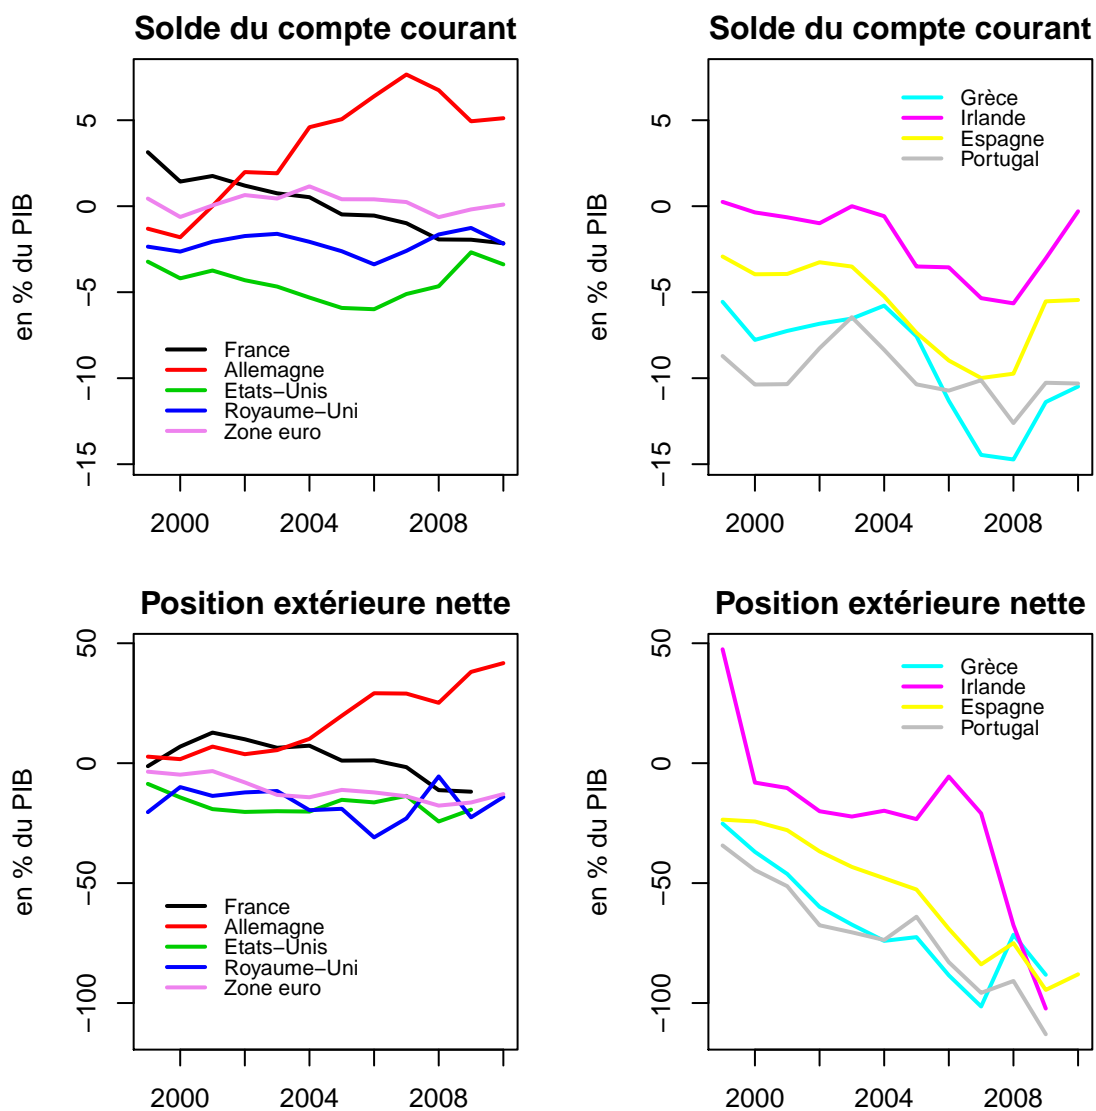 Solde du compte courant
en % du PIB
5
0
−5
−10
−15
France
Allemagne
Etats−Unis
Royaume−Uni
Zone euro
2000
2004
2008
Solde du compte courant
en % du PIB
5
0
−5
−10
−15
Grèce
Irlande
Espagne
Portugal
2000
2004
2008
Position extérieure nette
en % du PIB
50
0
−50
−100
France
Allemagne
Etats−Unis
Royaume−Uni
Zone euro
2000
2004
2008
Position extérieure nette
en % du PIB
50
0
−50
−100
Grèce
Irlande
Espagne
Portugal
2000
2004
2008